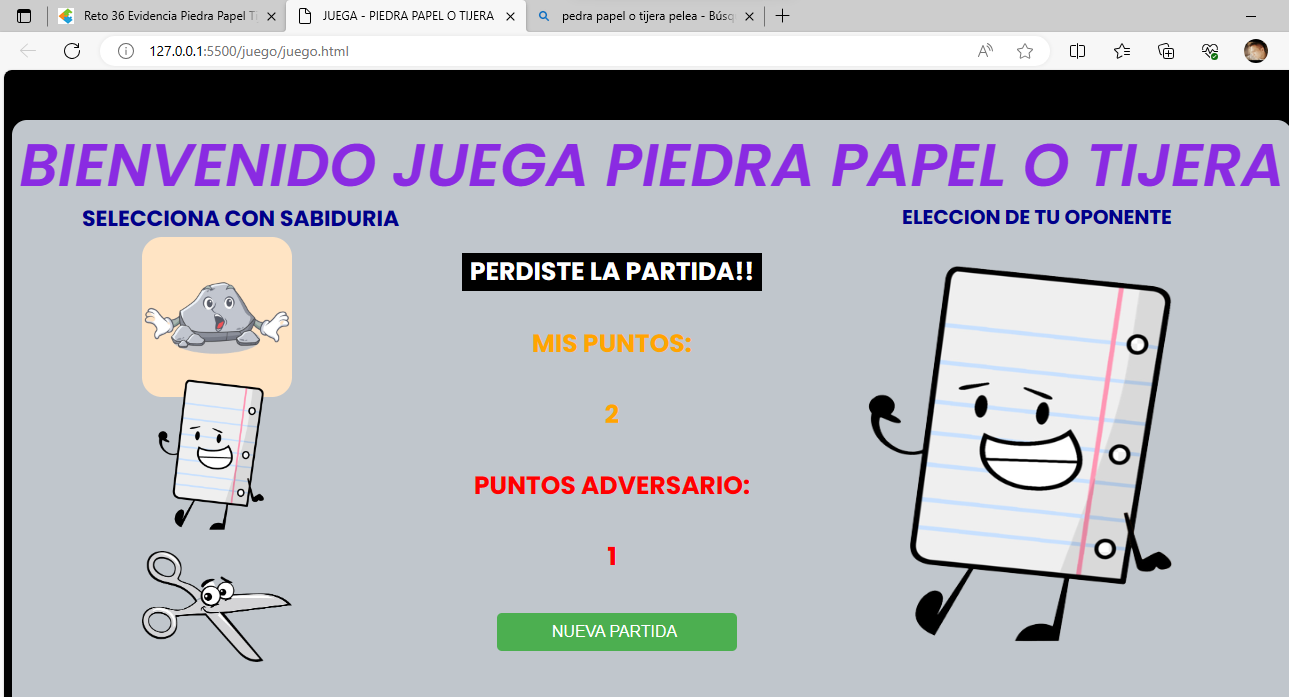 Reto 36 Evidencia Piedra Papel Ti
JUEGA - PIEDRA PAPEL O TIJERA
pedra papel o tijera pelea - Búsq
127.0.0.1:5500/juego/juego.html
BIENVENIDO JUEGA PIEDRA PAPEL O TIJERA
SELECCIONA CON SABIDURIA
ELECCION DE TU OPONENTE
PERDISTE LA PARTIDA!!
MIS PUNTOS:
2
PUNTOS ADVERSARIO:
1
NUEVA PARTIDA